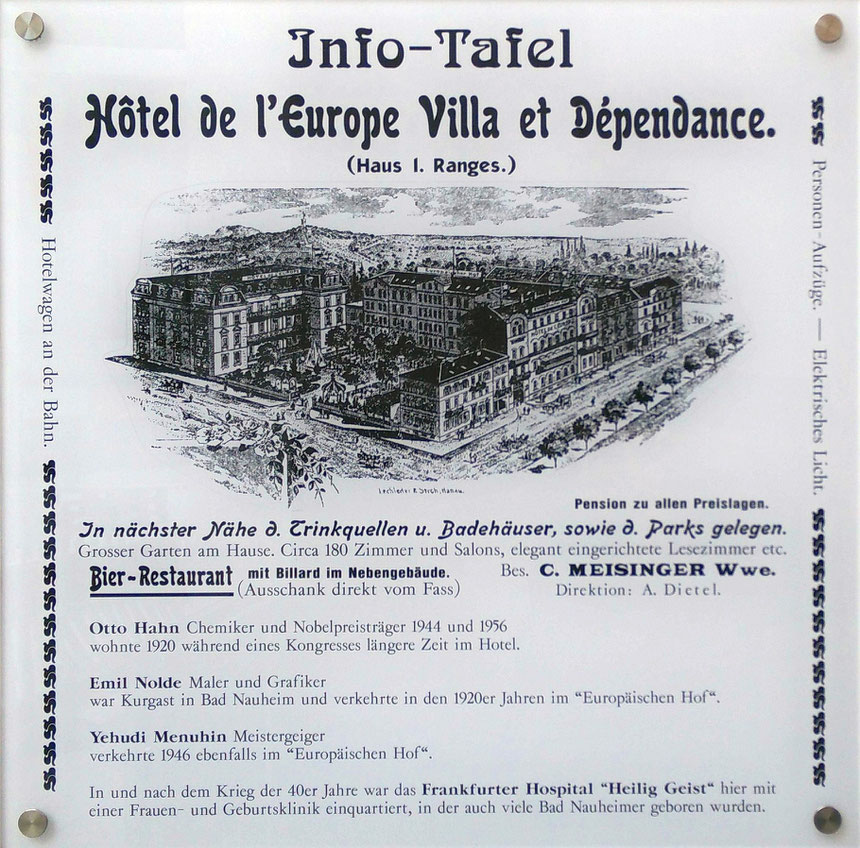 Info-Tafel
Hôtel de l'Europe Villa et Dépendance.
(Haus I. Ranges.)
Hotelwagen an der Bahn.
Personen-Aufzüge. — Elektrisches Licht.
HÔTEL DE L'EUROPE
Pension zu allen Preislagen.
In nächster Nähe d. Trinkquellen u. Badehäuser, sowie d. Parks gelegen.
Grosser Garten am Hause. Circa 180 Zimmer und Salons, elegant eingerichtete Lesezimmer etc.
Bier-Restaurant mit Billard im Nebengebäude.
(Ausschank direkt vom Fass)
Bes. C. MEISINGER Wwe.
Direktion: A. Dietel.
Otto Hahn Chemiker und Nobelpreisträger 1944 und 1956
wohnte 1920 während eines Kongresses längere Zeit im Hotel.
Emil Nolde Maler und Grafiker
war Kurgast in Bad Nauheim und verkehrte in den 1920er Jahren im “Europäischen Hof“.
Yehudi Menuhin Meistergeiger
verkehrte 1946 ebenfalls im “Europäischen Hof“.
In und nach dem Krieg der 40er Jahre war das Frankfurter Hospital “Heilig Geist“ hier mit
einer Frauen- und Geburtsklinik einquartiert, in der auch viele Bad Nauheimer geboren wurden.